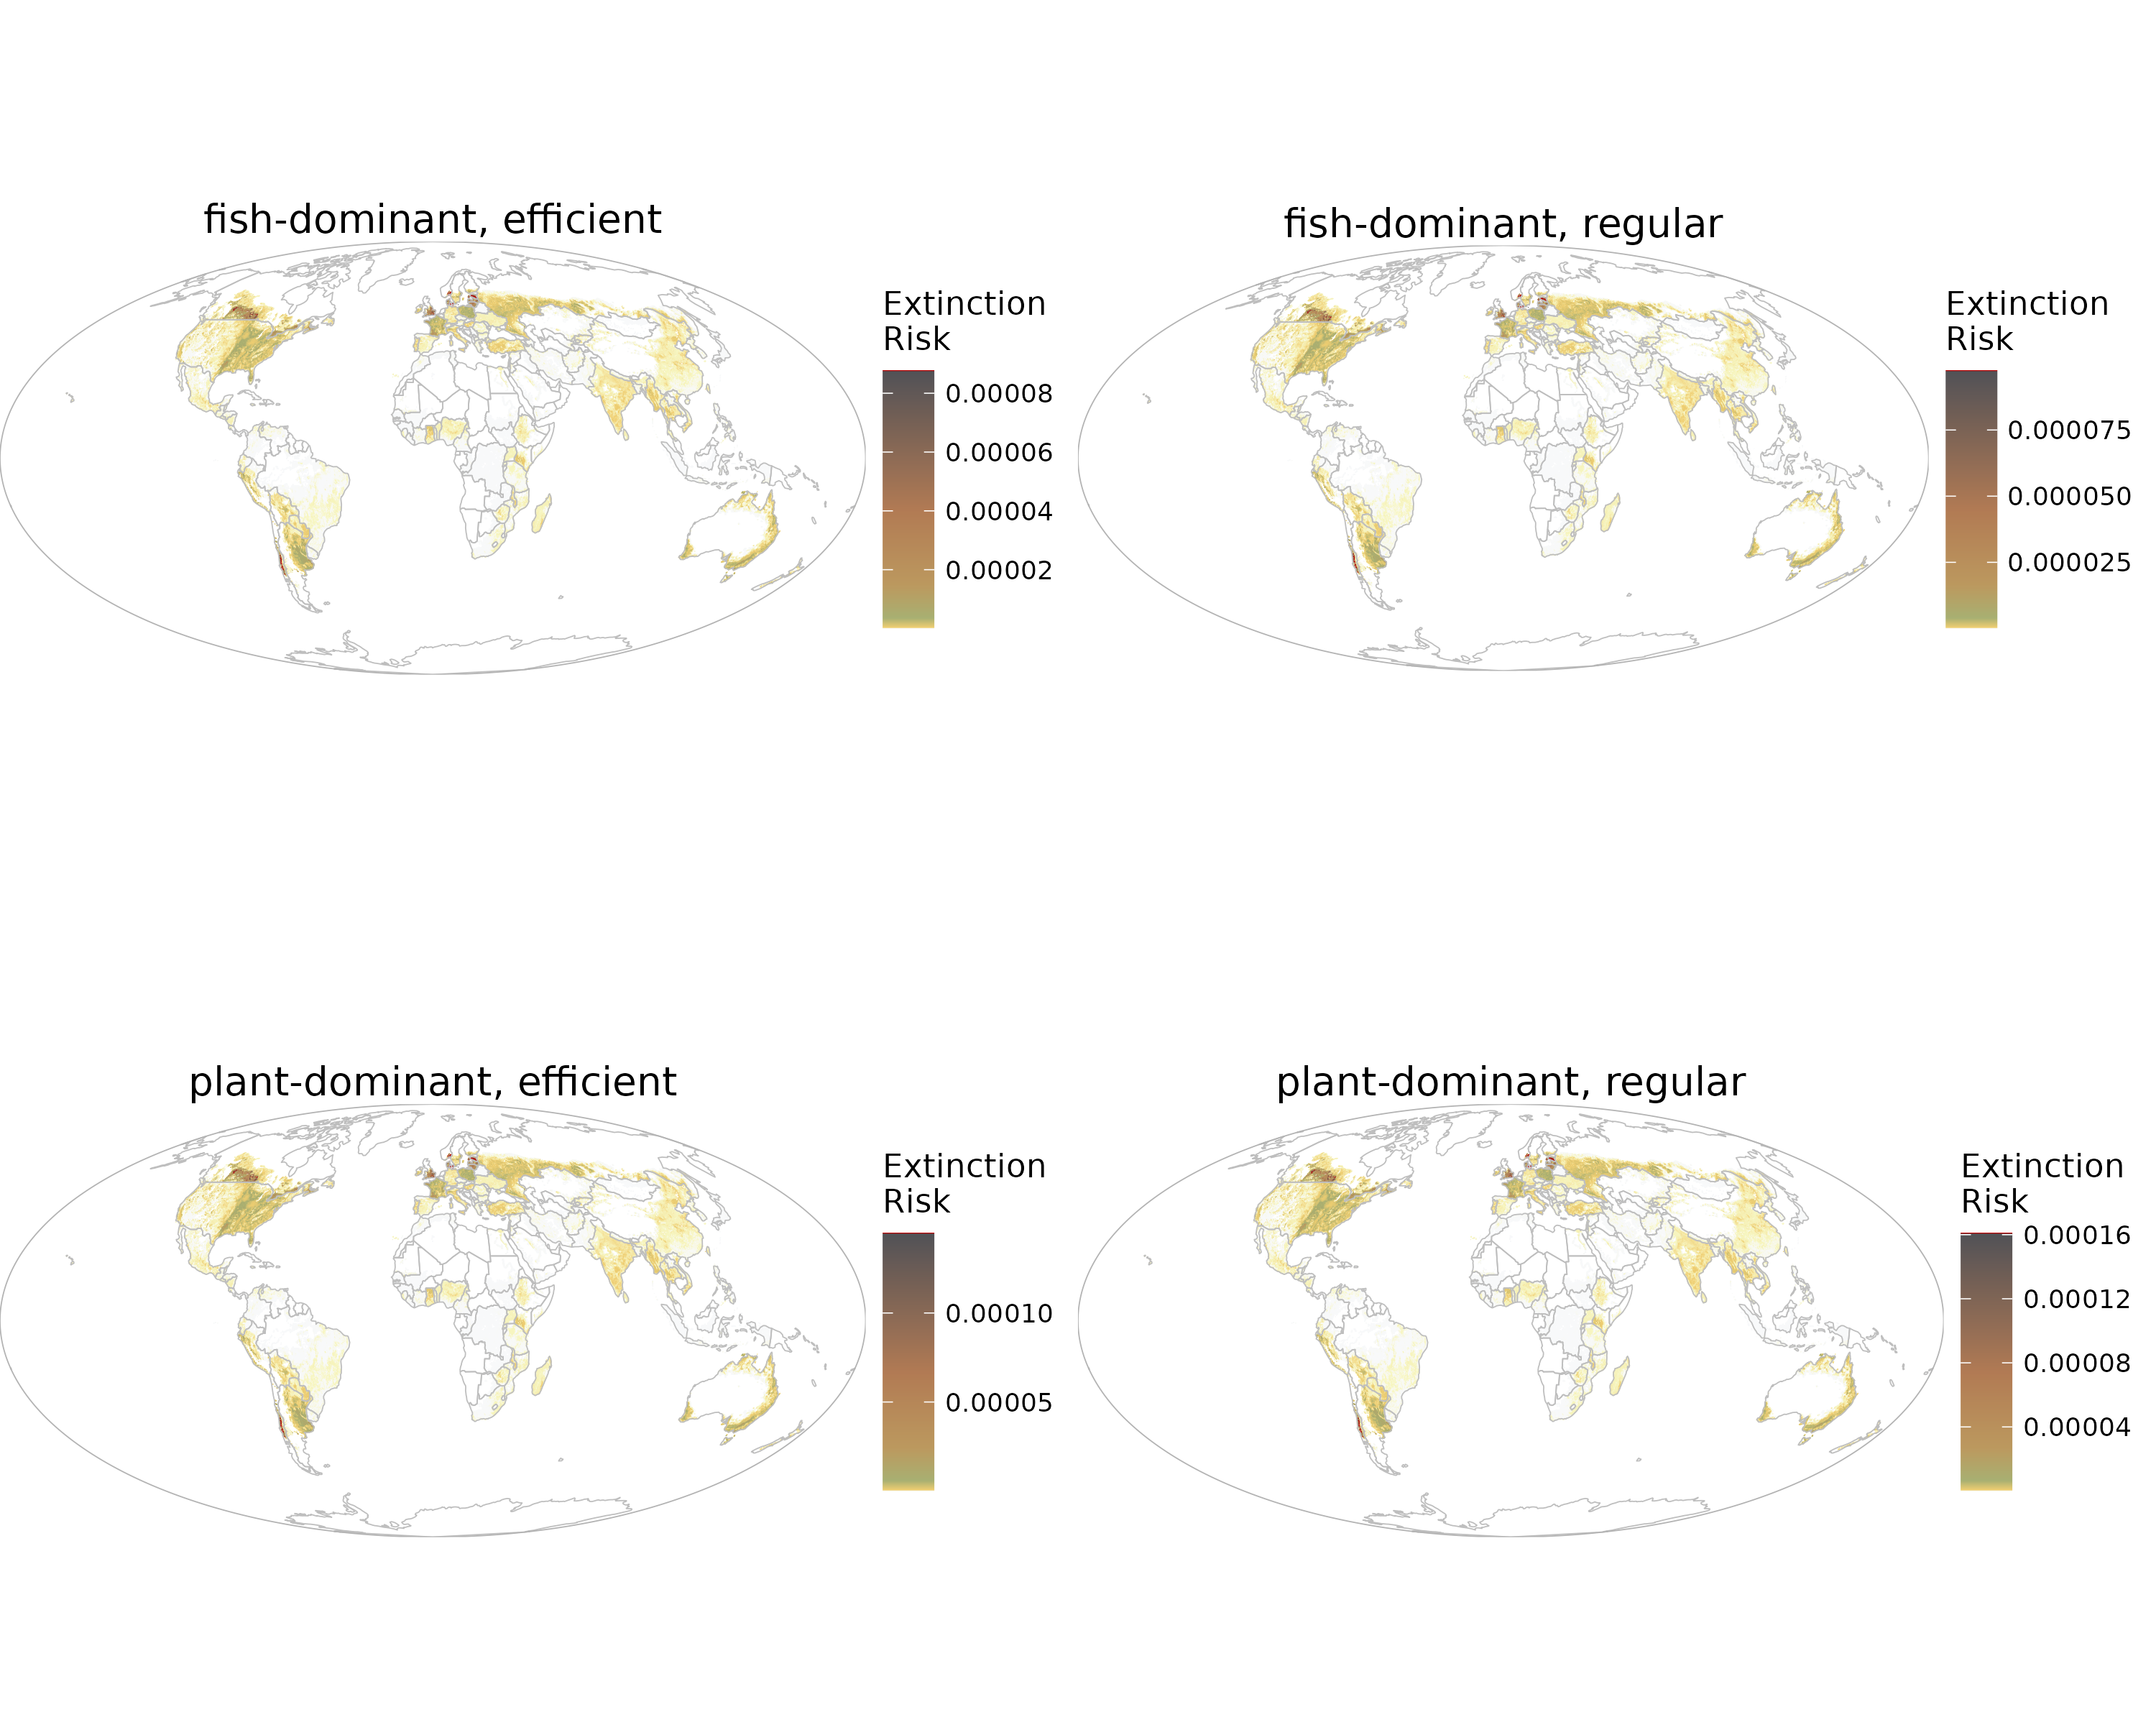 fish-dominant, efficient
Extinction
Risk
0.00008
0.00006
0.00004
0.00002
fish-dominant, regular
Extinction
Risk
0.000075
0.000050
0.000025
plant-dominant, efficient
Extinction
Risk
0.00010
0.00005
plant-dominant, regular
Extinction
Risk
0.00016
0.00012
0.00008
0.00004